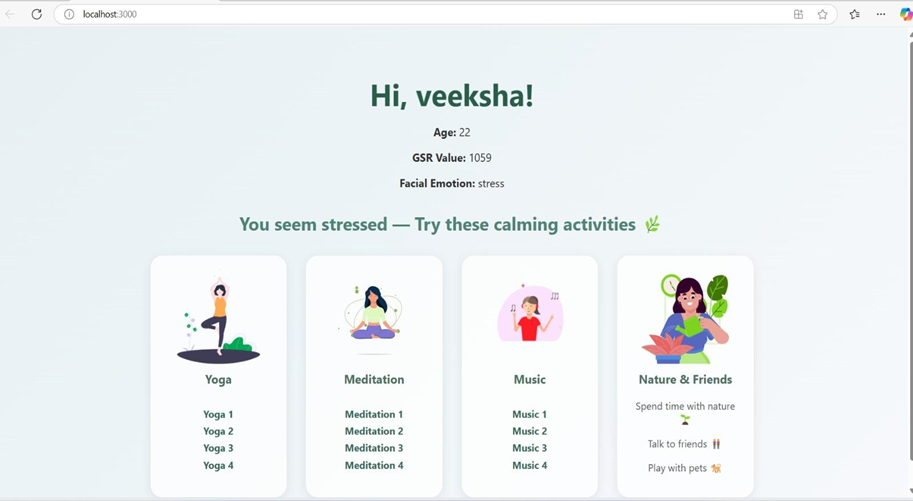 localhost:3000
Hi, veeksha!
Age: 22
GSR Value: 1059
Facial Emotion: stress
You seem stressed — Try these calming activities 🌿
Yoga
Yoga 1
Yoga 2
Yoga 3
Yoga 4
Meditation
Meditation 1
Meditation 2
Meditation 3
Meditation 4
Music
Music 1
Music 2
Music 3
Music 4
Nature & Friends
Spend time with nature
🌱
Talk to friends 👭
Play with pets 🐕